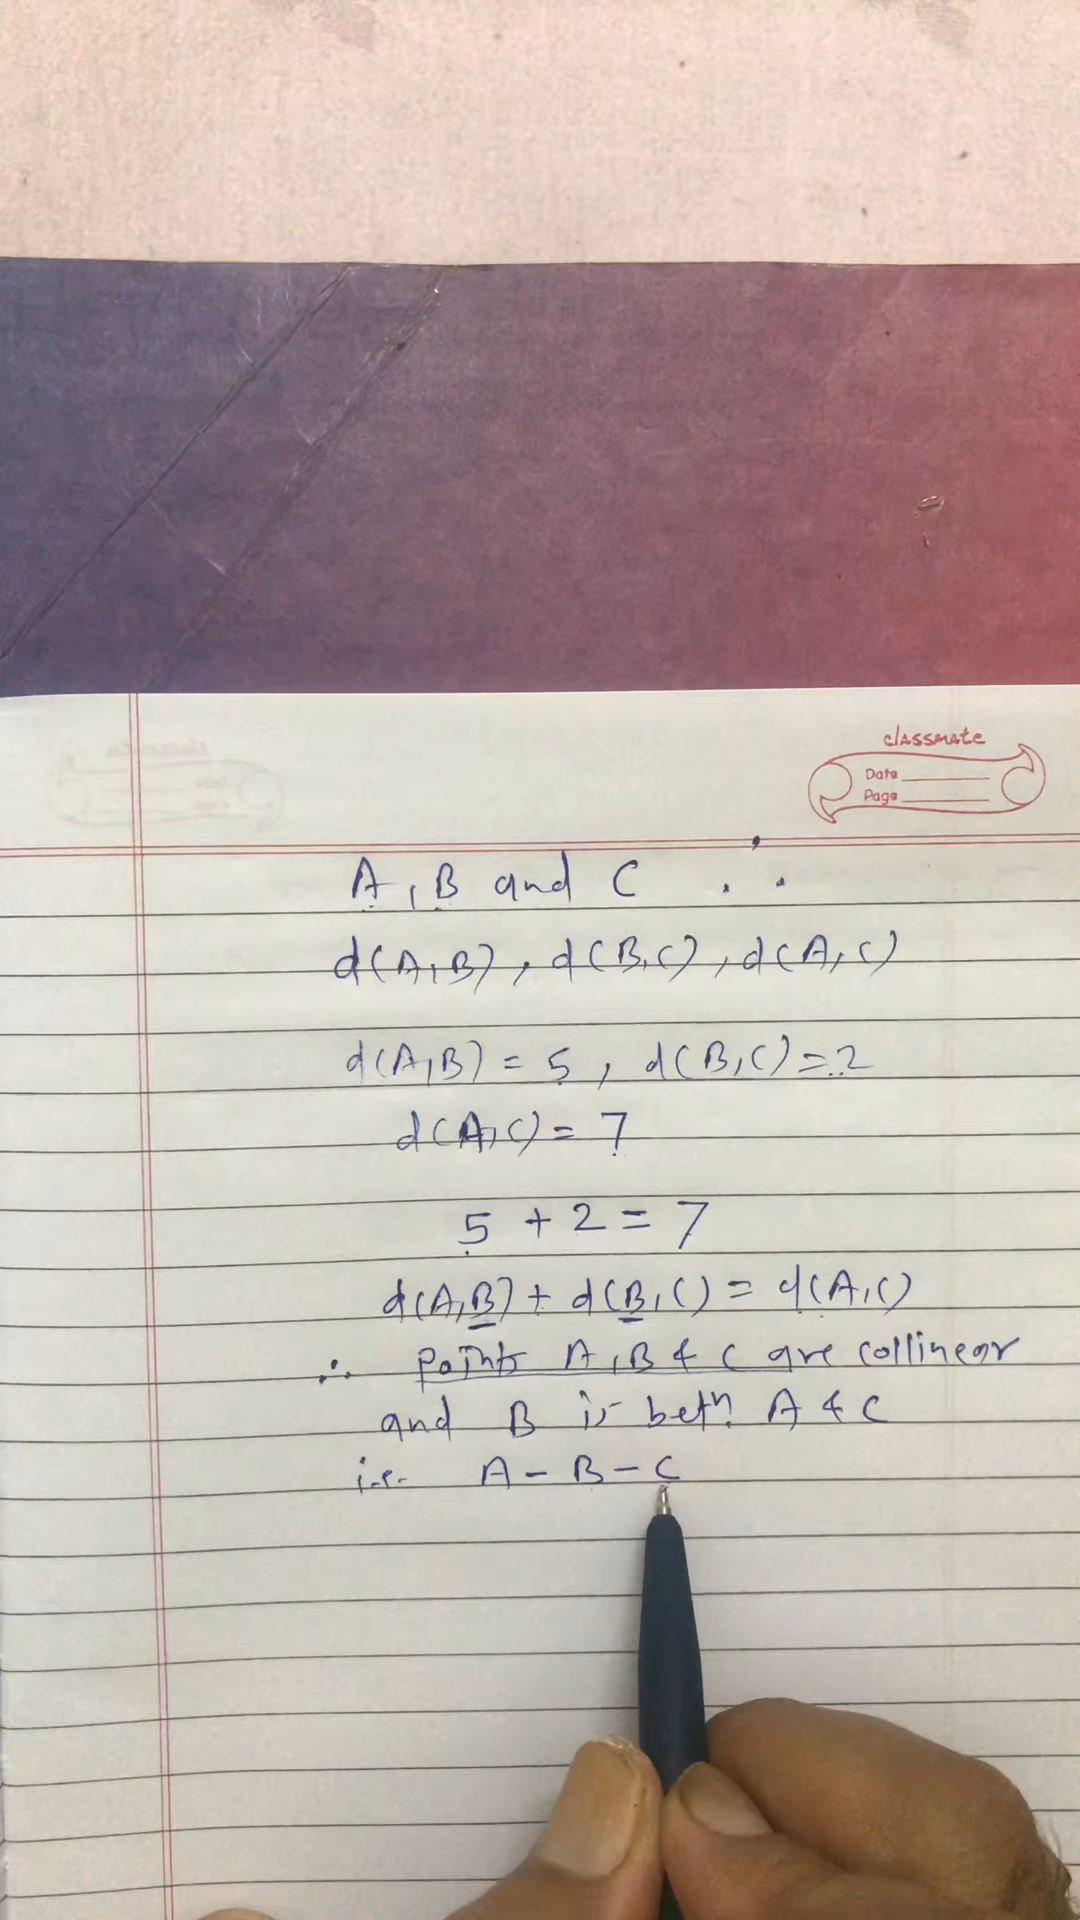 classmate
Date
Page
A, B and C
d(A,B), d(B,C), d(A,C)
d(A,B) = 5, d(B,C) = 2
d(A,C) = 7
5 + 2 = 7
d(A,B) + d(B,C) = d(A,C)
∴ points A, B & C are collinear
and B is betn A & C
i.e. A - B - C